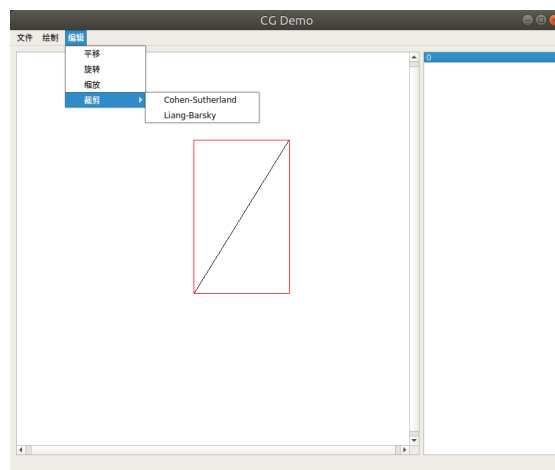 CG Demo
文件 绘制 编辑
平移
旋转
缩放
裁剪
Cohen-Sutherland
Liang-Barsky
0